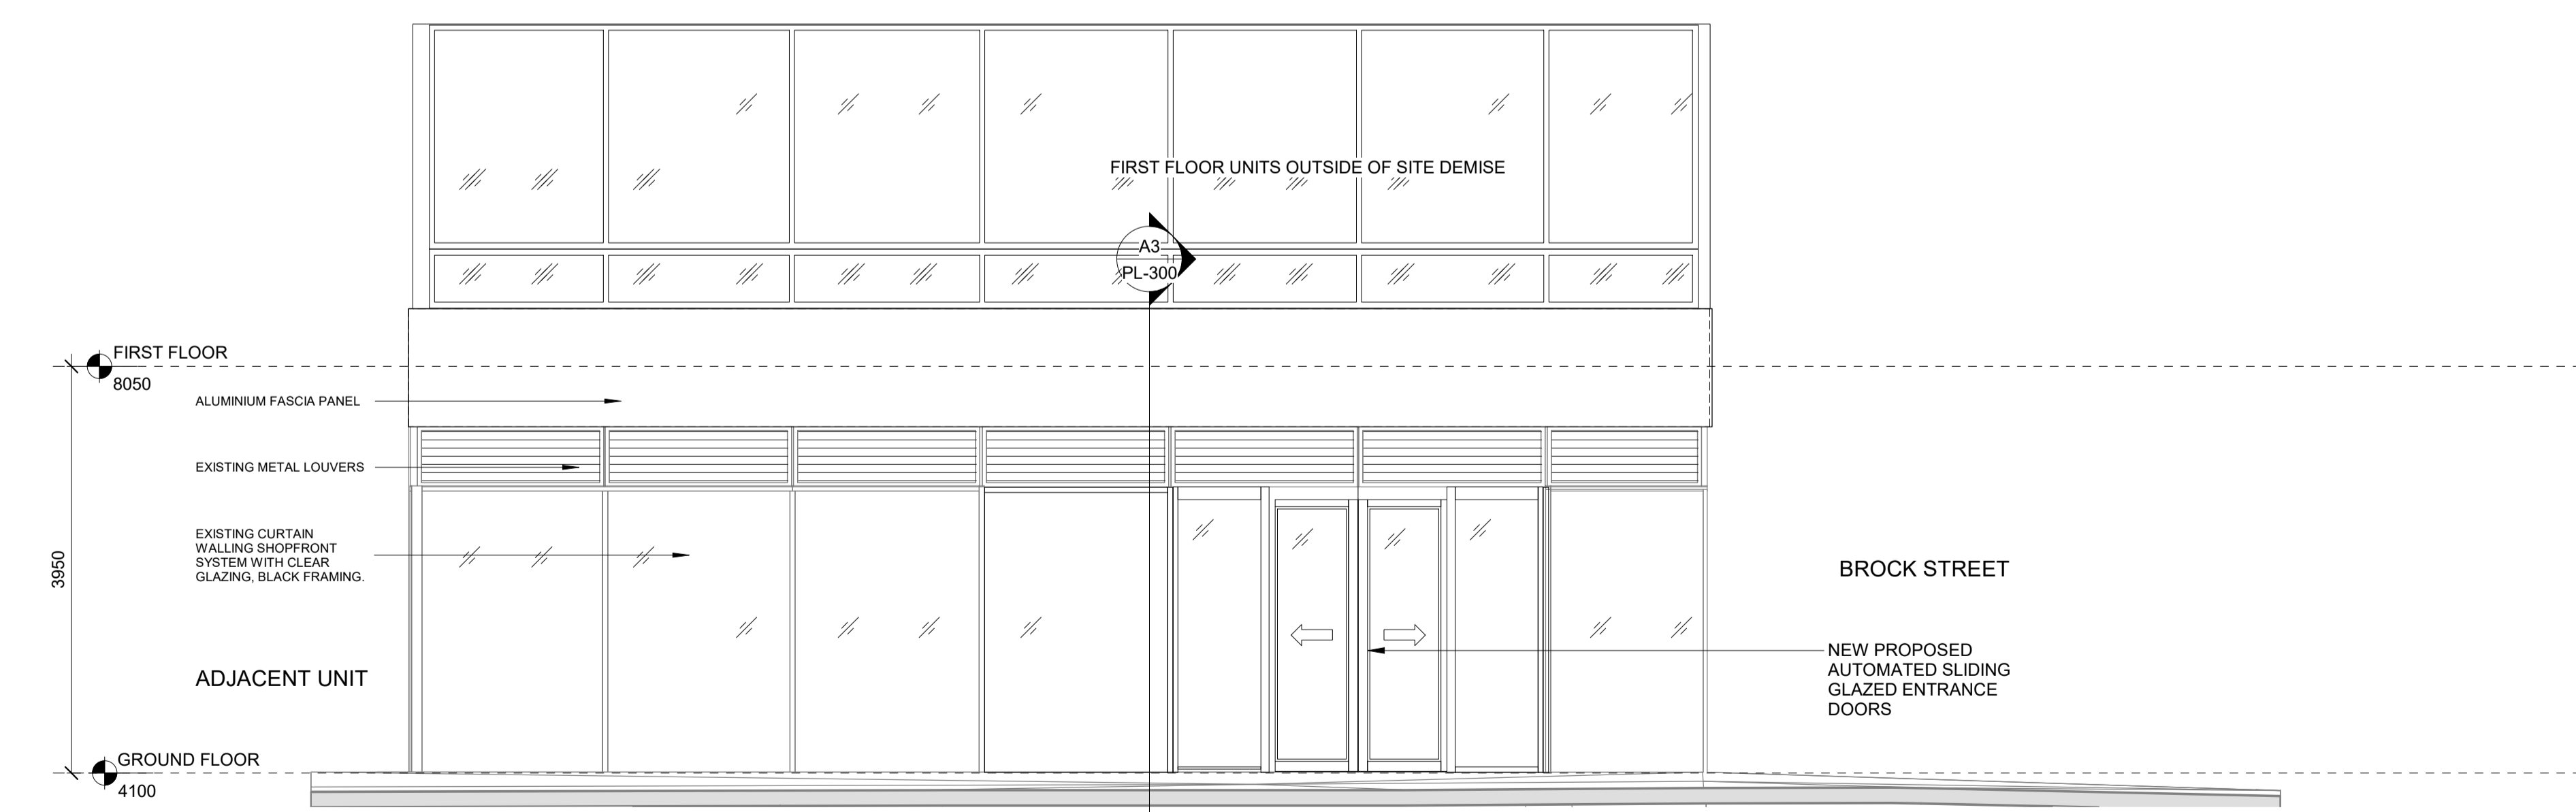 FIRST FLOOR UNITS OUTSIDE OF SITE DEMISE
A3
PL-300
FIRST FLOOR
8050
ALUMINIUM FASCIA PANEL
EXISTING METAL LOUVERS
EXISTING CURTAIN
WALLING SHOPFRONT
SYSTEM WITH CLEAR
GLAZING, BLACK FRAMING.
3950
BROCK STREET
ADJACENT UNIT
NEW PROPOSED
AUTOMATED SLIDING
GLAZED ENTRANCE
DOORS
GROUND FLOOR
4100